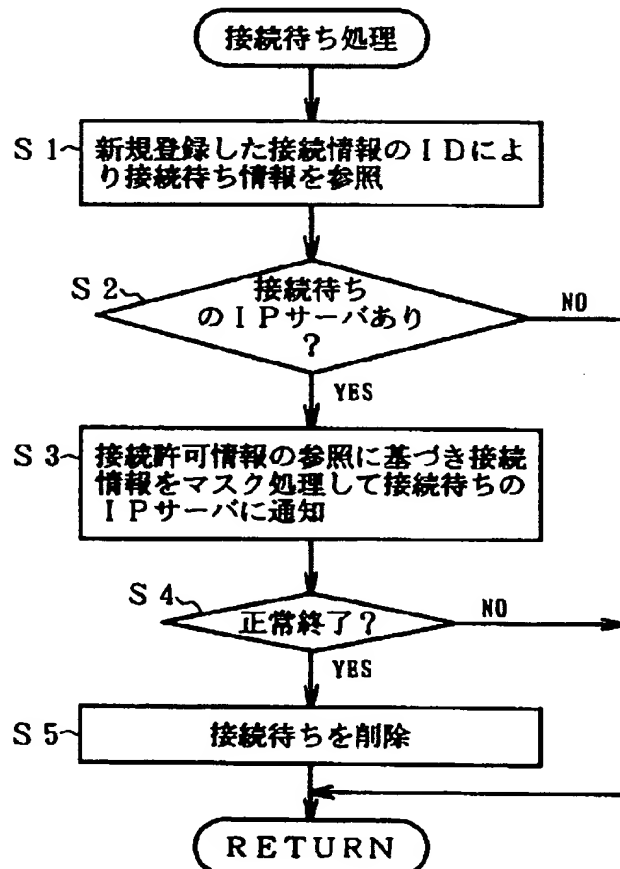 接続待ち処理
S1
新規登録した接続情報のIDによ
り接続待ち情報を参照
S2
接続待ち
のIPサーバあり
?
NO
YES
S3
接続許可情報の参照に基づき接続
情報をマスク処理して接続待ちの
IPサーバに通知
S4
正常終了?
NO
YES
S5
接続待ちを削除
RETURN